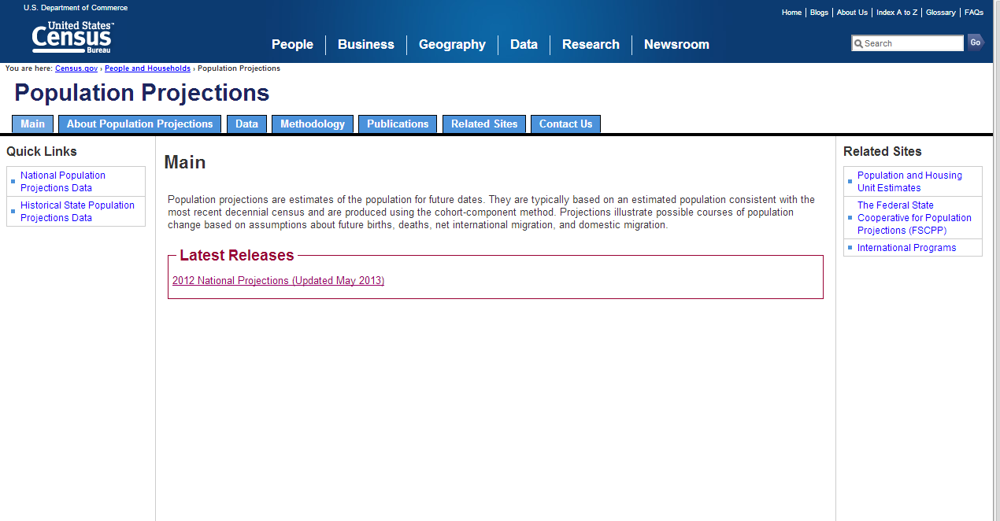 U.S. Department of Commerce
Home | Blogs | About Us | Index A to Z | Glossary | FAQs
United States™
Census
Bureau
People | Business | Geography | Data | Research | Newsroom
Search
Go
You are here: Census.gov › People and Households › Population Projections
Population Projections
Main
About Population Projections
Data
Methodology
Publications
Related Sites
Contact Us
Quick Links
National Population
Projections Data
Historical State Population
Projections Data
Main
Population projections are estimates of the population for future dates. They are typically based on an estimated population consistent with the
most recent decennial census and are produced using the cohort-component method. Projections illustrate possible courses of population
change based on assumptions about future births, deaths, net international migration, and domestic migration.
Latest Releases
2012 National Projections (Updated May 2013)
Related Sites
Population and Housing
Unit Estimates
The Federal State
Cooperative for Population
Projections (FSCPP)
International Programs